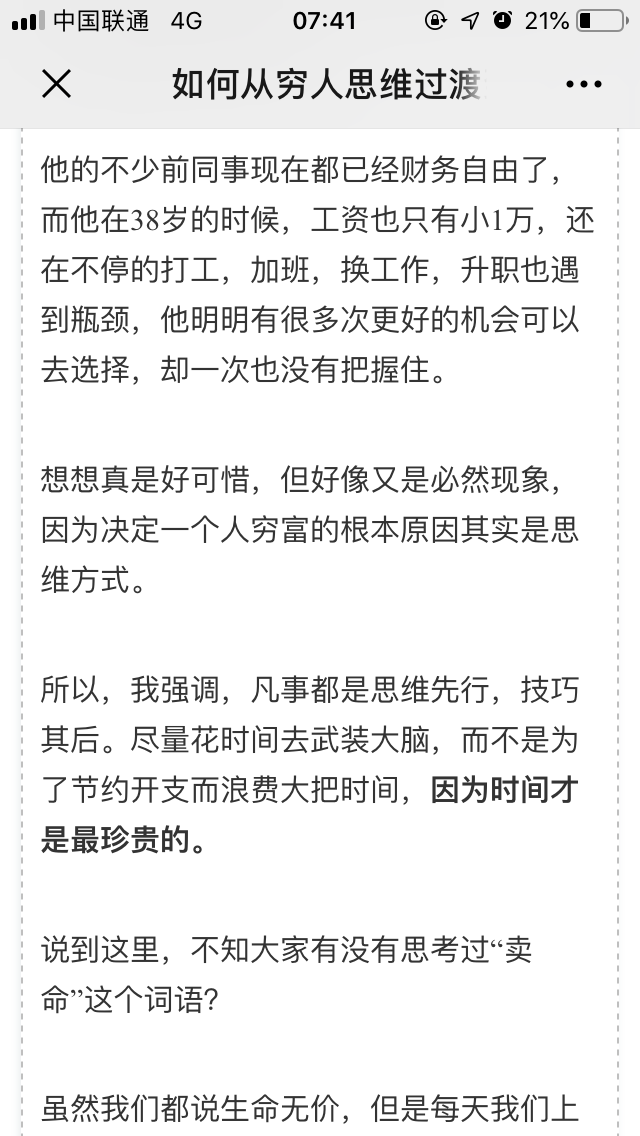 中国联通 4G 07:41 21%
如何从穷人思维过渡
他的不少前同事现在都已经财务自由了，
而他在38岁的时候，工资也只有小1万，还
在不停的打工，加班，换工作，升职也遇
到瓶颈，他明明有很多次更好的机会可以
去选择，却一次也没有把握住。
想想真是好可惜，但好像又是必然现象，
因为决定一个人穷富的根本原因其实是思
维方式。
所以，我强调，凡事都是思维先行，技巧
其后。尽量花时间去武装大脑，而不是为
了节约开支而浪费大把时间，因为时间才
是最珍贵的。
说到这里，不知大家有没有思考过“卖
命”这个词语？
虽然我们都说生命无价，但是每天我们上